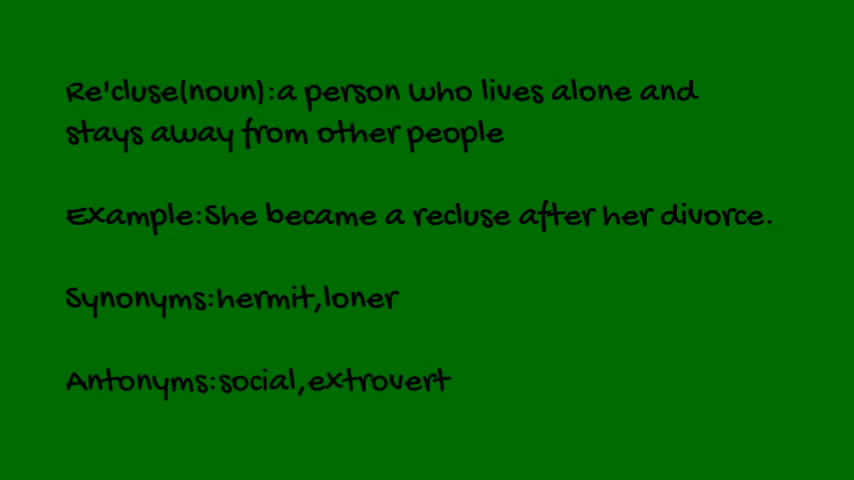 Re'cluse(noun):a person who lives alone and
stays away from other people
Example:She became a recluse after her divorce.
Synonyms:hermit,loner
Antonyms:social,extrovert